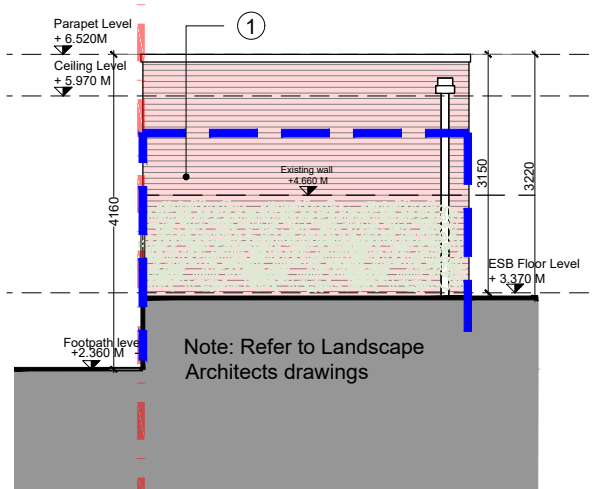 Parapet Level
+ 6.520M
1
Ceiling Level
+ 5.970 M
Existing wall
+4.660 M
4160
3150
3220
ESB Floor Level
+ 3.370 M
Footpath level
+2.360 M
Note: Refer to Landscape
Architects drawings